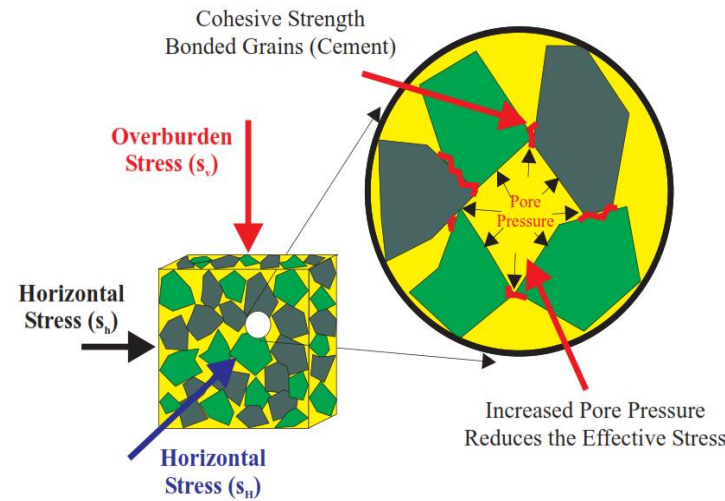 Cohesive Strength
Bonded Grains (Cement)
Overburden
Stress (sv)
Pore
Pressure
Horizontal
Stress (sh)
Increased Pore Pressure
Reduces the Effective Stress
Horizontal
Stress (sH)